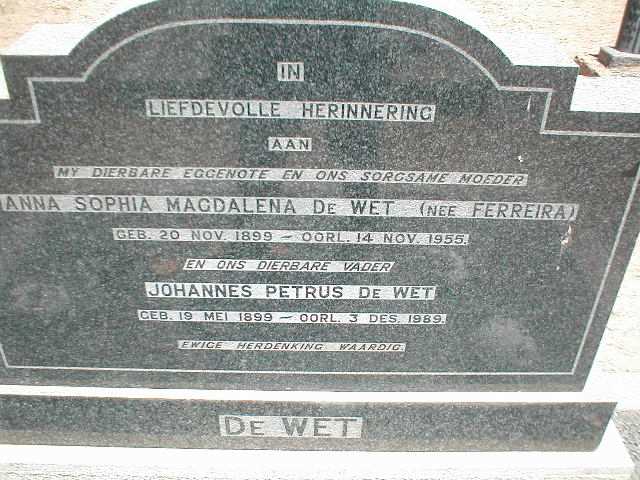 IN
LIEFDEVOLLE HERINNERING
AAN
MY DIERBARE EGGENOTE EN ONS SORGSAME MOEDER
ANNA SOPHIA MAGDALENA DE WET (NEE FERREIRA)
GEB. 20 NOV. 1899 – OORL. 14 NOV. 1955.
EN ONS DIERBARE VADER
JOHANNES PETRUS DE WET
GEB. 19 MEI 1899 – OORL. 3 DES. 1989.
EWIGE HERDENKING WAARDIG.
DE WET